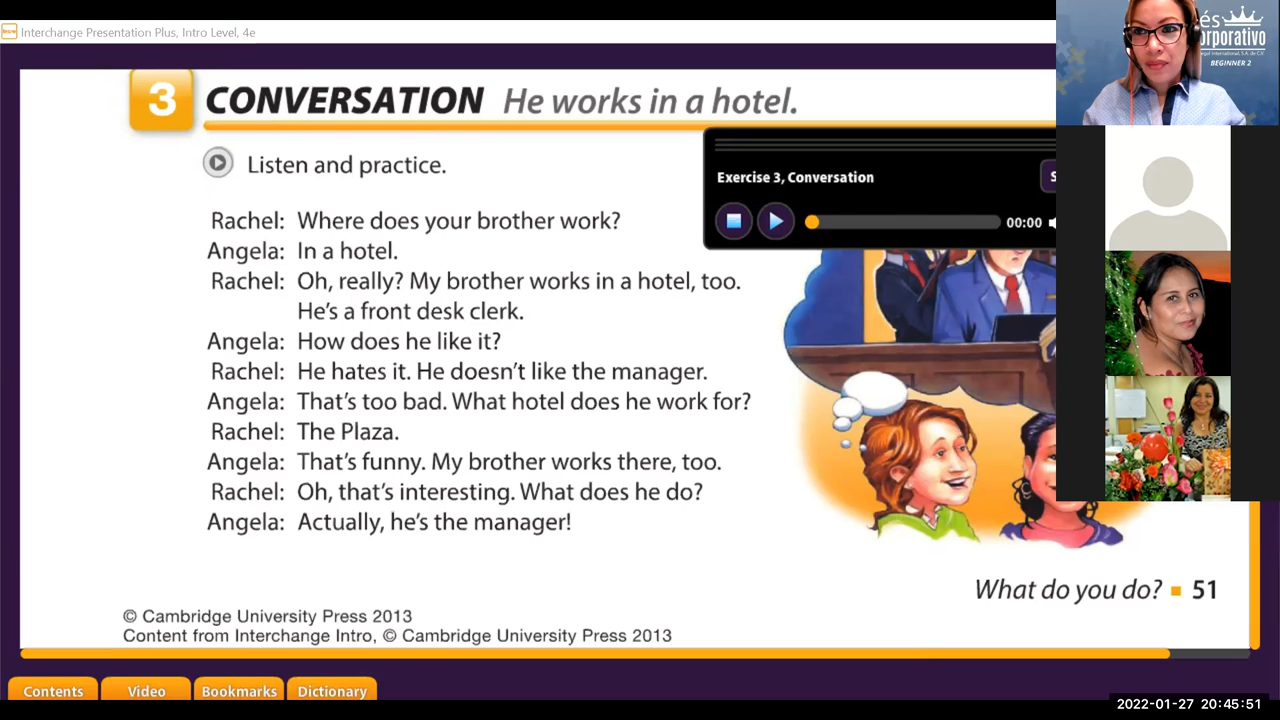 Interchange Presentation Plus, Intro Level, 4e
és
orporativo
BEGINNER 2
3 CONVERSATION He works in a hotel.
Listen and practice.
Exercise 3, Conversation
S
00:00
Rachel: Where does your brother work?
Angela: In a hotel.
Rachel: Oh, really? My brother works in a hotel, too.
He's a front desk clerk.
Angela: How does he like it?
Rachel: He hates it. He doesn't like the manager.
Angela: That's too bad. What hotel does he work for?
Rachel: The Plaza.
Angela: That's funny. My brother works there, too.
Rachel: Oh, that's interesting. What does he do?
Angela: Actually, he's the manager!
What do you do? ▪ 51
© Cambridge University Press 2013
Content from Interchange Intro, © Cambridge University Press 2013
Contents Video Bookmarks Dictionary
2022-01-27 20:45:51